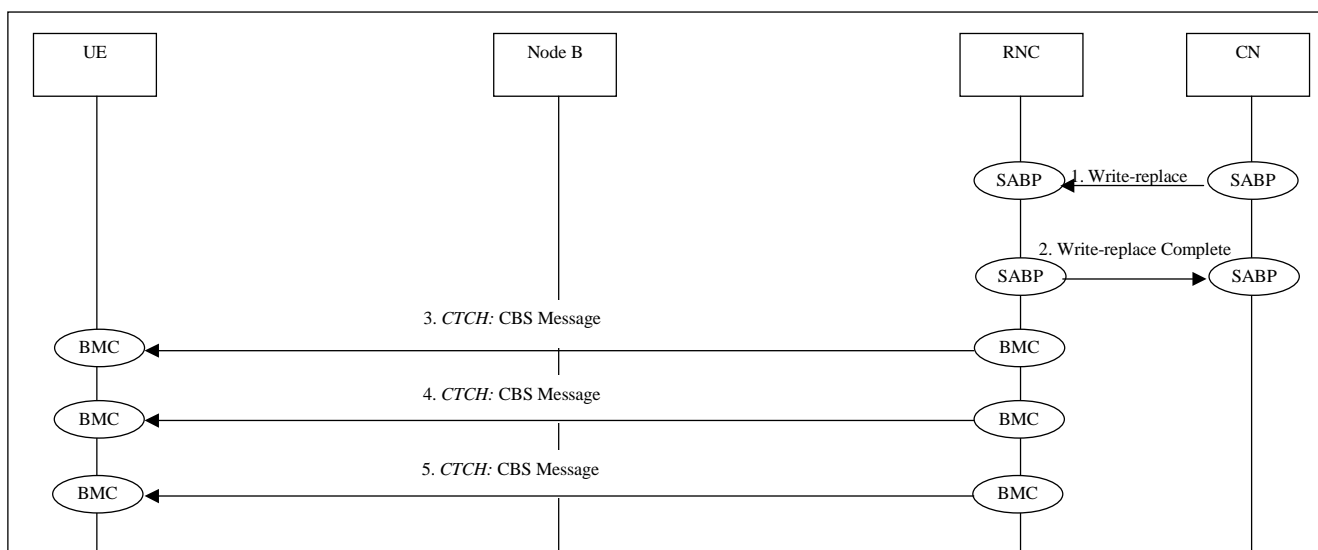 UE
Node B
RNC
CN
SABP
1. Write-replace
SABP
2. Write-replace Complete
SABP
SABP
3. CTCH: CBS Message
BMC
BMC
4. CTCH: CBS Message
BMC
BMC
5. CTCH: CBS Message
BMC
BMC